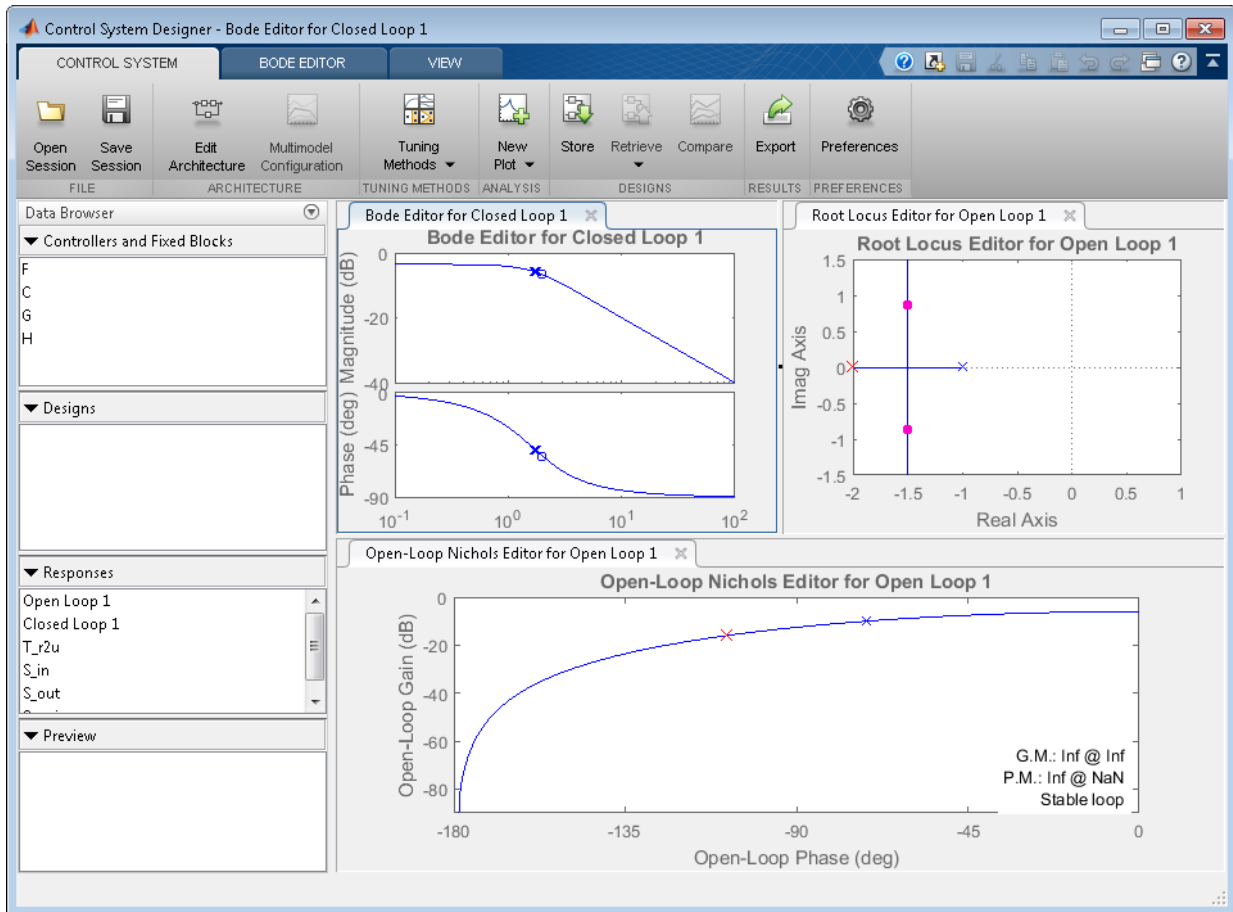 Control System Designer - Bode Editor for Closed Loop 1
CONTROL SYSTEM BODE EDITOR VIEW
Open Session
Save Session
Edit Architecture
Multimodel Configuration
Tuning Methods
New Plot
Store
Retrieve
Compare
Export
Preferences
FILE ARCHITECTURE TUNING METHODS ANALYSIS DESIGNS RESULTS PREFERENCES
Data Browser
Controllers and Fixed Blocks
F
C
G
H
Designs
Responses
Open Loop 1
Closed Loop 1
T_r2u
S_in
S_out
Preview
Bode Editor for Closed Loop 1
Bode Editor for Closed Loop 1
Magnitude (dB)
0
-20
-40
Phase (deg)
0
-45
-90
10-1 100 101 102
Root Locus Editor for Open Loop 1
Root Locus Editor for Open Loop 1
Imag Axis
1.5
1
0.5
0
-0.5
-1
-1.5
-2 -1.5 -1 -0.5 0 0.5 1
Real Axis
Open-Loop Nichols Editor for Open Loop 1
Open-Loop Nichols Editor for Open Loop 1
Open-Loop Gain (dB)
0
-20
-40
-60
-80
G.M.: Inf @ Inf
P.M.: Inf @ NaN
Stable loop
-180 -135 -90 -45 0
Open-Loop Phase (deg)